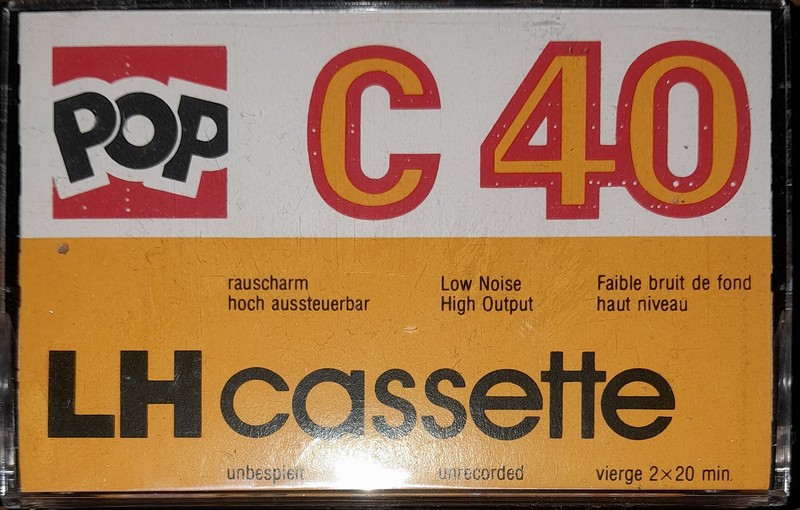 POP
C 40
rauscharm
hoch aussteuerbar
Low Noise
High Output
Faible bruit de fond
haut niveau
LH cassette
unbespielt
unrecorded
vierge 2×20 min.